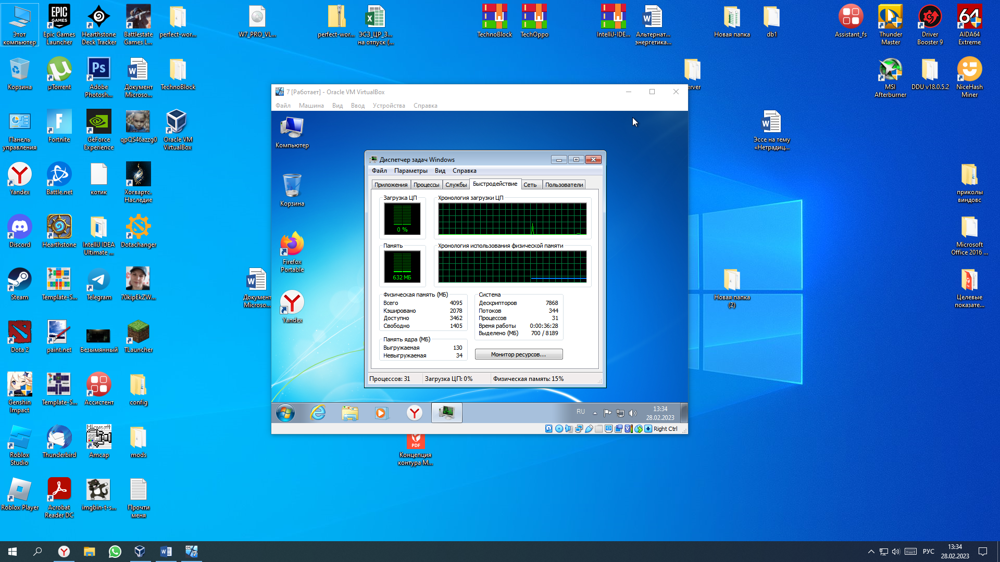 Этот
компьютер
Epic Games
Launcher
Hearthstone
Deck Tracker
Battlestate
Games L...
perfect-wor...
W7_PRO_VL...
perfect-wor...
ЭСЗ_ЦР_З...
на отпуск (...
TechnoBlock
TechOppo
IntelliJ-IDE...
Альтернат...
энергетика...
Новая папка
db1
Assistant_fs
Thunder
Master
Driver
Booster 9
AIDA64
Extreme
Корзина
µTorrent
Adobe
Photosh...
Документ
Microso...
TechnoBlock
erver
MSI
Afterburner
DDU v18.0.5.2
NiceHash
Miner
Панель
управления
Fortnite
GeForce
Experience
qpQS46azzg0
Oracle VM
VirtualBox
Эссе на тему
«Нетрадиц...
Yandex
Battle.net
котик
Хогвартс.
Наследие
приколы
виндовс
Discord
Hearthstone
IntelliJ IDEA
Ultimate ...
Dotachanger
Microsoft
Office 2016 ...
Steam
Template-S...
Telegram
70kipEkZW...
Документ
Microso...
Новая папка
(2)
Целевые
показате...
Dota 2
paint.net
Безымянный
TLauncher
Genshin
Impact
Template-S...
Ассистент
config
Roblox
Studio
Thunderbird
Microsoft
Amcap
mods
PDF
Концепция
контура М...
Roblox Player
Acrobat
Reader DC
imgbin-t-s...
Прочти
меня
7 [Работает] - Oracle VM VirtualBox
Файл Машина Вид Ввод Устройства Справка
Компьютер
Корзина
Firefox
Portable
Yandex
Диспетчер задач Windows
Файл Параметры Вид Справка
Приложения Процессы Службы Быстродействие Сеть Пользователи
Загрузка ЦП
0 %
Хронология загрузки ЦП
Память
632 МБ
Хронология использования физической памяти
Физическая память (МБ)
Всего 4095
Кэшировано 2078
Доступно 3462
Свободно 1405
Система
Дескрипторов 7868
Потоков 344
Процессов 31
Время работы 0:00:36:28
Выделено (МБ) 700 / 8189
Память ядра (МБ)
Выгружаемая 130
Невыгружаемая 34
Монитор ресурсов...
Процессов: 31 Загрузка ЦП: 0% Физическая память: 15%
RU
13:34
28.02.2023
Right Ctrl
РУС
13:34
28.02.2023
EPIC
GAMES
Ps
64